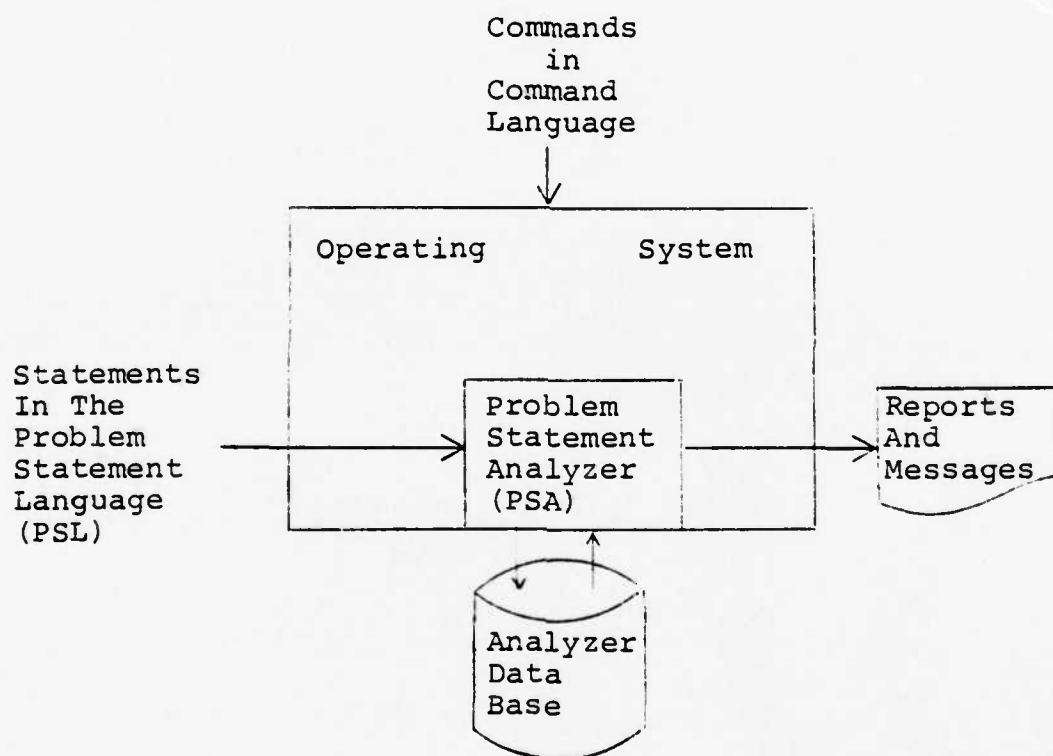 Commands
in
Command
Language
Operating System
Statements
In The
Problem
Statement
Language
(PSL)
Problem
Statement
Analyzer
(PSA)
Reports
And
Messages
Analyzer
Data
Base